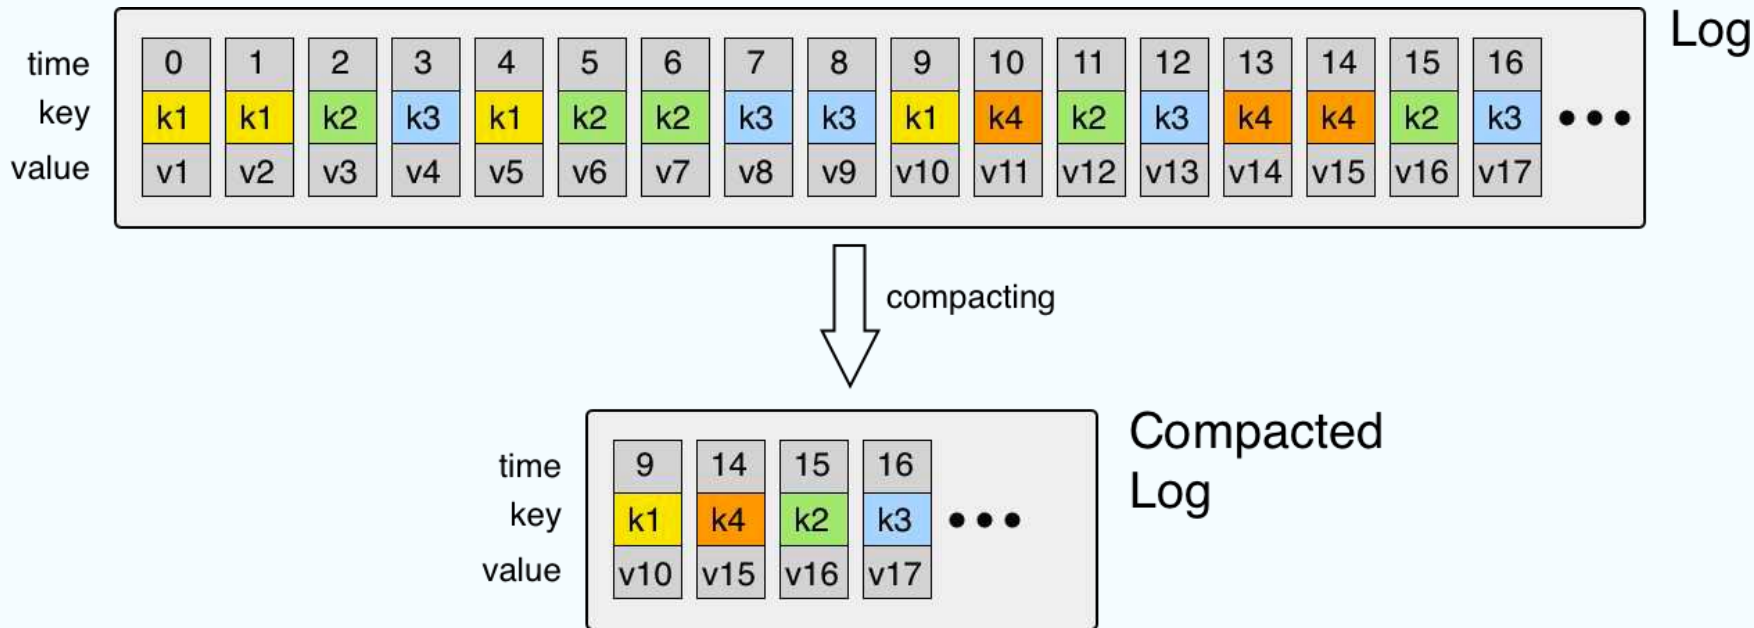 Log
time 0 1 2 3 4 5 6 7 8 9 10 11 12 13 14 15 16
key k1 k1 k2 k3 k1 k2 k2 k3 k3 k1 k4 k2 k3 k4 k4 k2 k3 •••
value v1 v2 v3 v4 v5 v6 v7 v8 v9 v10 v11 v12 v13 v14 v15 v16 v17
compacting
Compacted
Log
time 9 14 15 16
key k1 k4 k2 k3 •••
value v10 v15 v16 v17